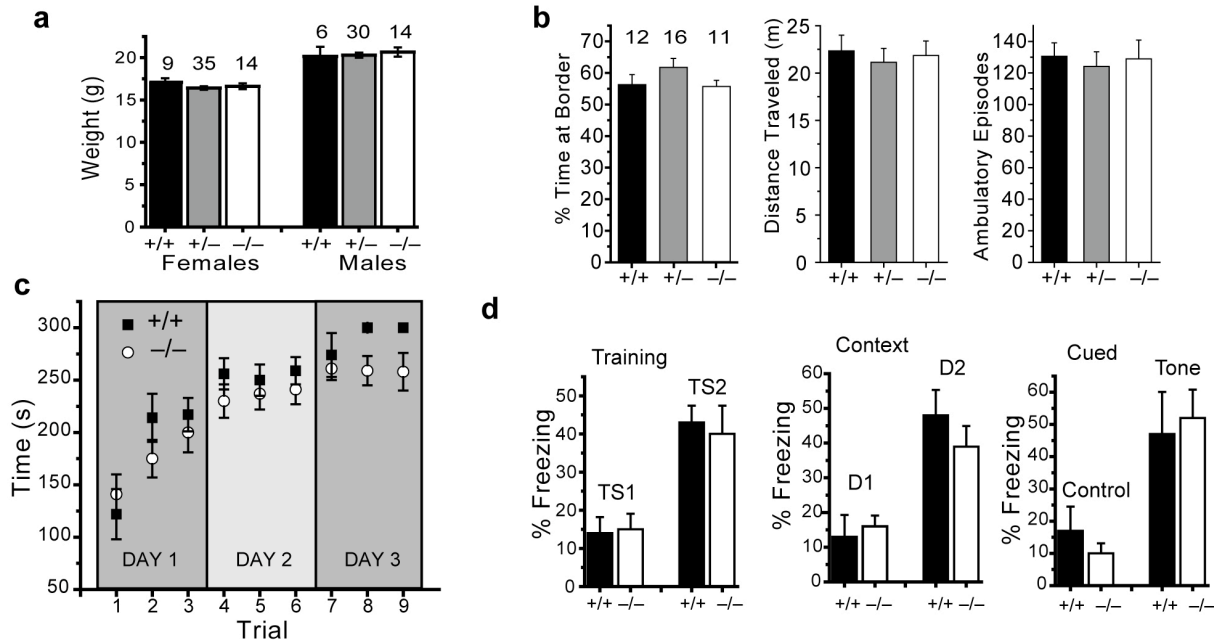 a
Weight (g)
20
15
10
5
0
9 35 14
6 30 14
+/+ +/– –/–
+/+ +/– –/–
Females Males
b
% Time at Border
70
60
50
40
30
20
10
0
12 16 11
+/+ +/– –/–
Distance Traveled (m)
25
20
25
10
5
0
+/+ +/– –/–
Ambulatory Episodes
140
120
100
80
60
40
20
0
+/+ +/– –/–
c
Time (s)
300
250
200
150
100
50
+/+
–/–
DAY 1 DAY 2 DAY 3
1 2 3 4 5 6 7 8 9
Trial
d
Training
% Freezing
50
40
30
20
10
0
TS1
TS2
+/+ –/– +/+ –/–
Context
% Freezing
60
50
40
30
20
10
0
D1
D2
+/+ –/– +/+ –/–
Cued
% Freezing
60
50
40
30
20
10
0
Control
Tone
+/+ –/– +/+ –/–